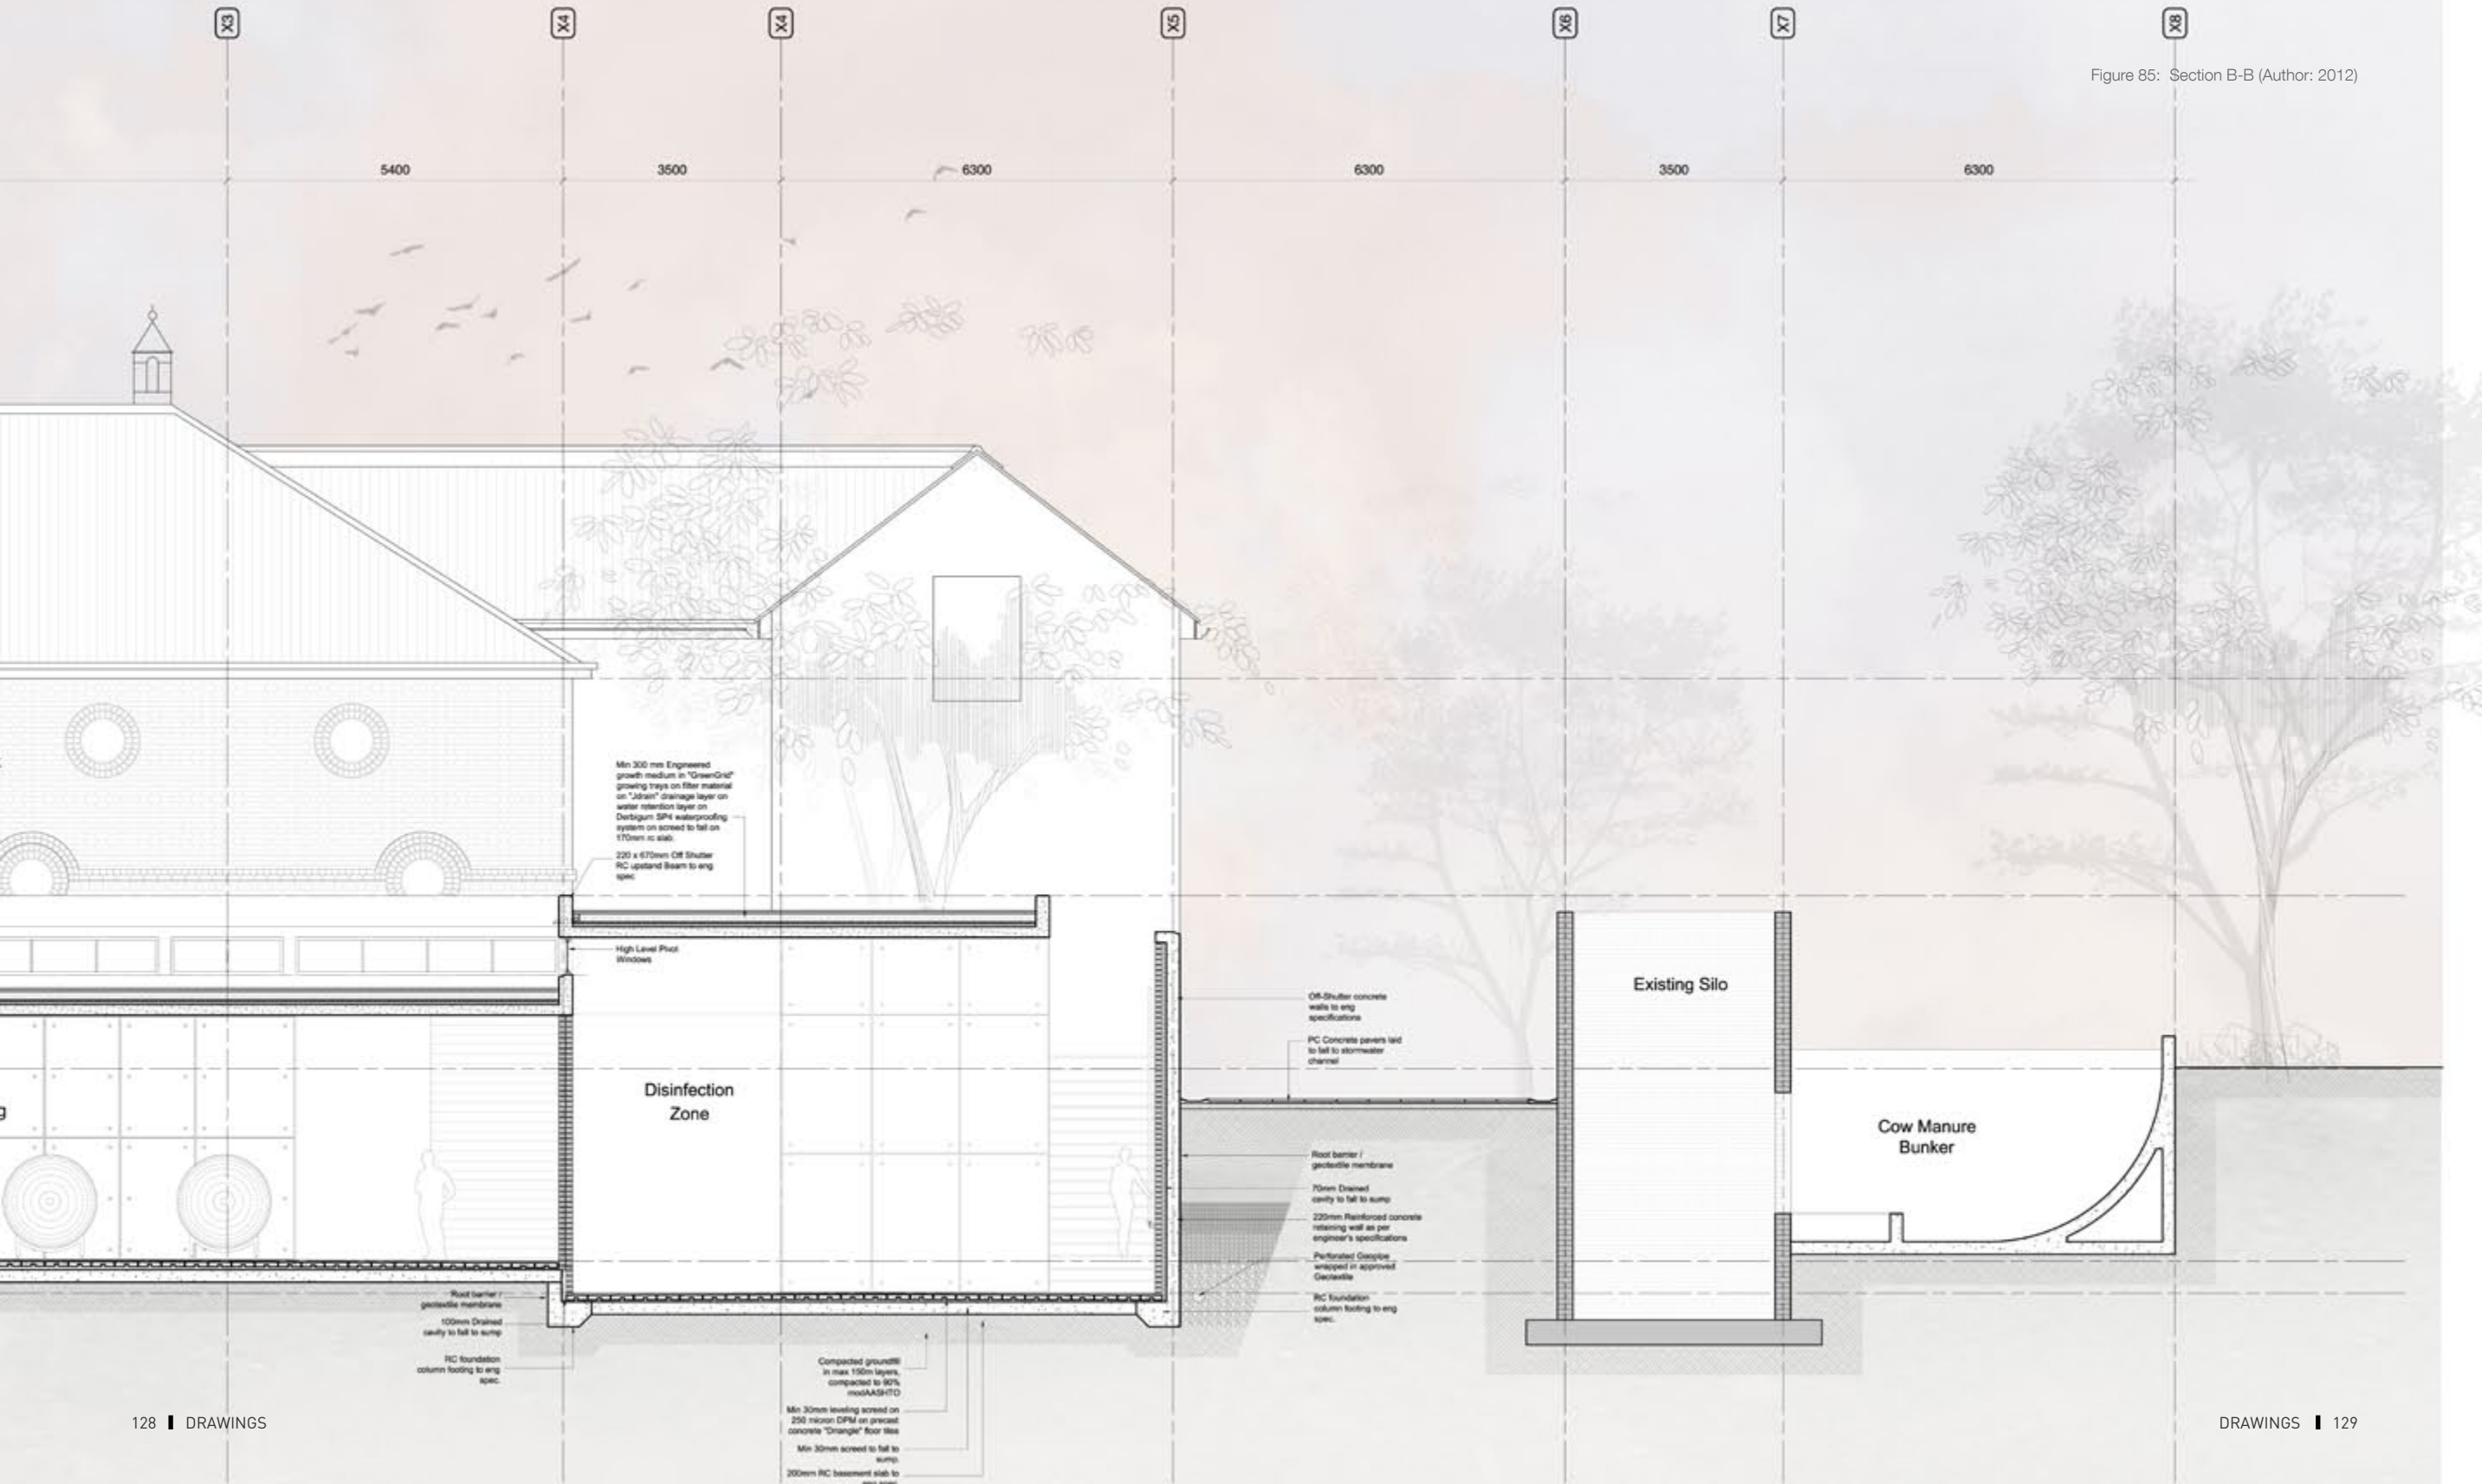 X3
X4
X4
X5
X6
X7
X8
Figure 85: Section B-B (Author: 2012)
5400
3500
6300
6300
3500
6300
Min 300 mm Engineered
growth medium in "GreenGrid"
growing trays on filter material
on "Jdrain" drainage layer on
water retention layer on
Derbigum SP4 waterproofing
system on screed to fall on
170mm rc slab.
220 x 670mm Off Shutter
RC upstand Beam to eng
spec
High Level Pivot
Windows
Disinfection
Zone
g
Off-Shutter concrete
walls to eng
specifications
PC Concrete pavers laid
to fall to stormwater
channel
Existing Silo
Cow Manure
Bunker
Root barrier /
geotextile membrane
70mm Drained
cavity to fall to sump
220mm Reinforced concrete
retaining wall as per
engineer's specifications
Perforated Geopipe
wrapped in approved
Geotextile
RC foundation
column footing to eng
spec.
Root barrier /
geotextile membrane
100mm Drained
cavity to fall to sump
RC foundation
column footing to eng
spec.
Compacted groundfill
in max 150m layers,
compacted to 90%
modAASHTO
Min 30mm leveling screed on
250 micron DPM on precast
concrete "Driangle" floor tiles
Min 30mm screed to fall to
sump.
200mm RC basement slab to
128 DRAWINGS
DRAWINGS 129